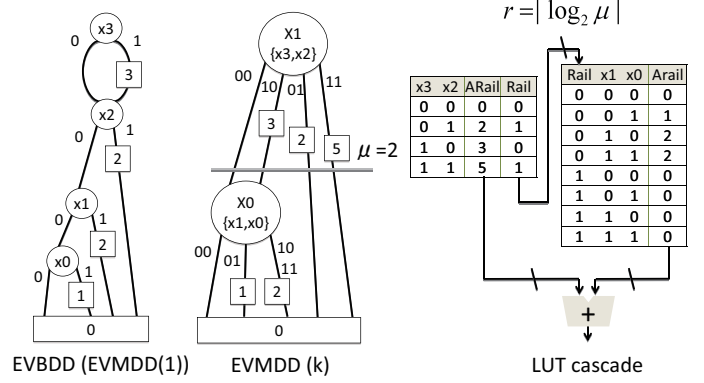 x3
0 1
3
x2
0 1
2
x1
0 1
2
x0
0 1
1
0
EVBDD (EVMDD(1))
X1
{x3,x2}
00 10 01 11
3
2
5
μ=2
X0
{x1,x0}
00 01 10
11
1 2
0
EVMDD (k)
r=| log₂ μ |
x3 x2 ARail Rail
0 0 0 0
0 1 2 1
1 0 3 0
1 1 5 1
Rail x1 x0 Arail
0 0 0 0
0 0 1 1
0 1 0 2
0 1 1 2
1 0 0 0
1 0 1 0
1 1 0 0
1 1 1 0
+
LUT cascade